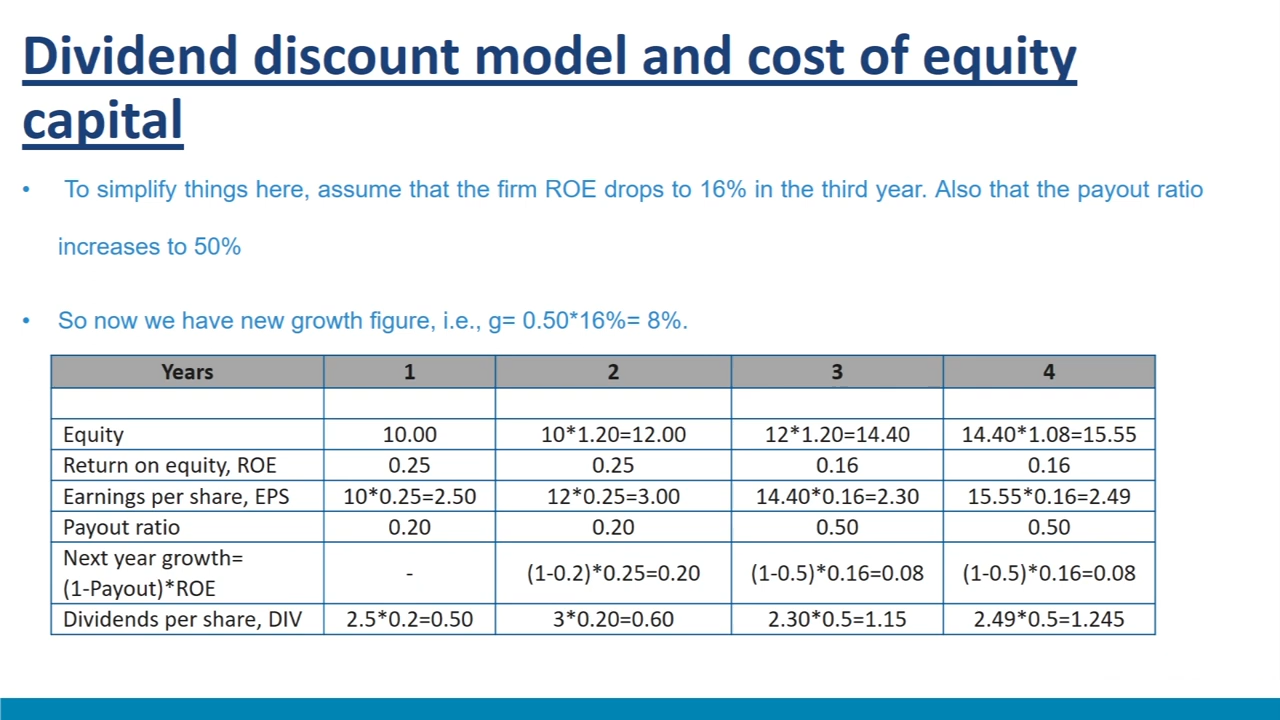 Dividend discount model and cost of equity
capital
• To simplify things here, assume that the firm ROE drops to 16% in the third year. Also that the payout ratio
increases to 50%
• So now we have new growth figure, i.e., g= 0.50*16%= 8%.
Years 1 2 3 4
Equity 10.00 10*1.20=12.00 12*1.20=14.40 14.40*1.08=15.55
Return on equity, ROE 0.25 0.25 0.16 0.16
Earnings per share, EPS 10*0.25=2.50 12*0.25=3.00 14.40*0.16=2.30 15.55*0.16=2.49
Payout ratio 0.20 0.20 0.50 0.50
Next year growth=
(1-Payout)*ROE - (1-0.2)*0.25=0.20 (1-0.5)*0.16=0.08 (1-0.5)*0.16=0.08
Dividends per share, DIV 2.5*0.2=0.50 3*0.20=0.60 2.30*0.5=1.15 2.49*0.5=1.245